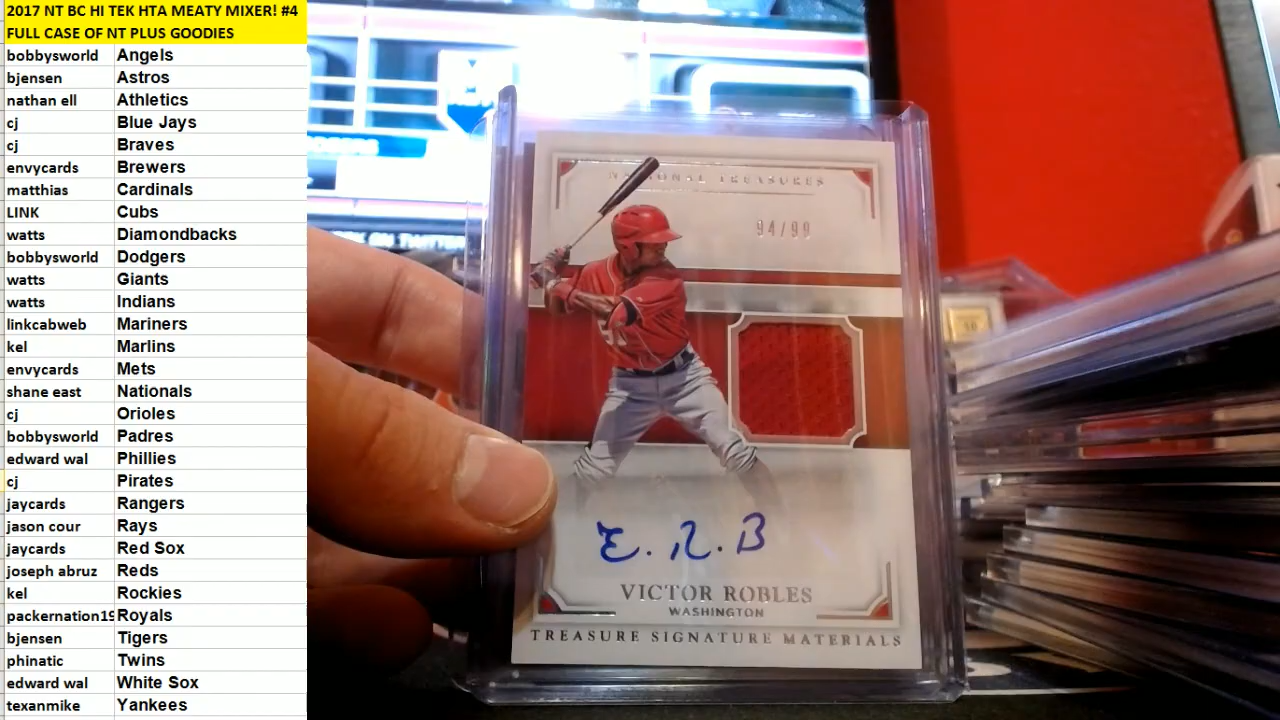 2017 NT BC HI TEK HTA MEATY MIXER! #4
FULL CASE OF NT PLUS GOODIES
bobbysworld Angels
bjensen Astros
nathan ell Athletics
cj Blue Jays
cj Braves
envycards Brewers
matthias Cardinals
LINK Cubs
watts Diamondbacks
bobbysworld Dodgers
watts Giants
watts Indians
linkcabweb Mariners
kel Marlins
envycards Mets
shane east Nationals
cj Orioles
bobbysworld Padres
edward wal Phillies
cj Pirates
jaycards Rangers
jason cour Rays
jaycards Red Sox
joseph abruz Reds
kel Rockies
packernation19 Royals
bjensen Tigers
phinatic Twins
edward wal White Sox
texanmike Yankees
NATIONAL TREASURES
94/99
E. R. B
VICTOR ROBLES
WASHINGTON
TREASURE SIGNATURE MATERIALS